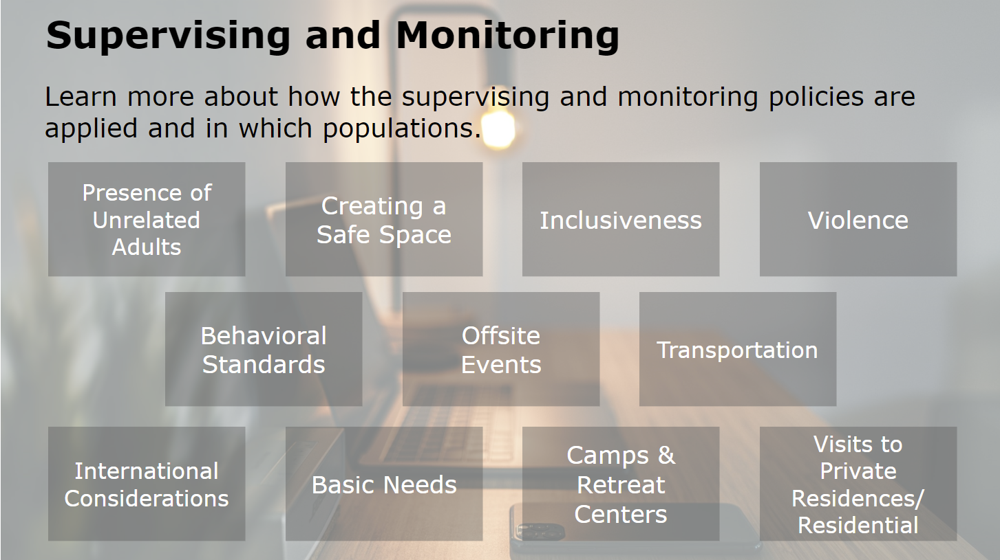 Supervising and Monitoring
Learn more about how the supervising and monitoring policies are
applied and in which populations.
Presence of
Unrelated
Adults
Creating a
Safe Space
Inclusiveness
Violence
Behavioral
Standards
Offsite
Events
Transportation
International
Considerations
Basic Needs
Camps &
Retreat
Centers
Visits to
Private
Residences/
Residential